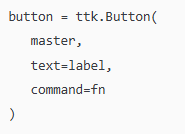 button = ttk.Button(
    master,
    text=label,
    command=fn
)